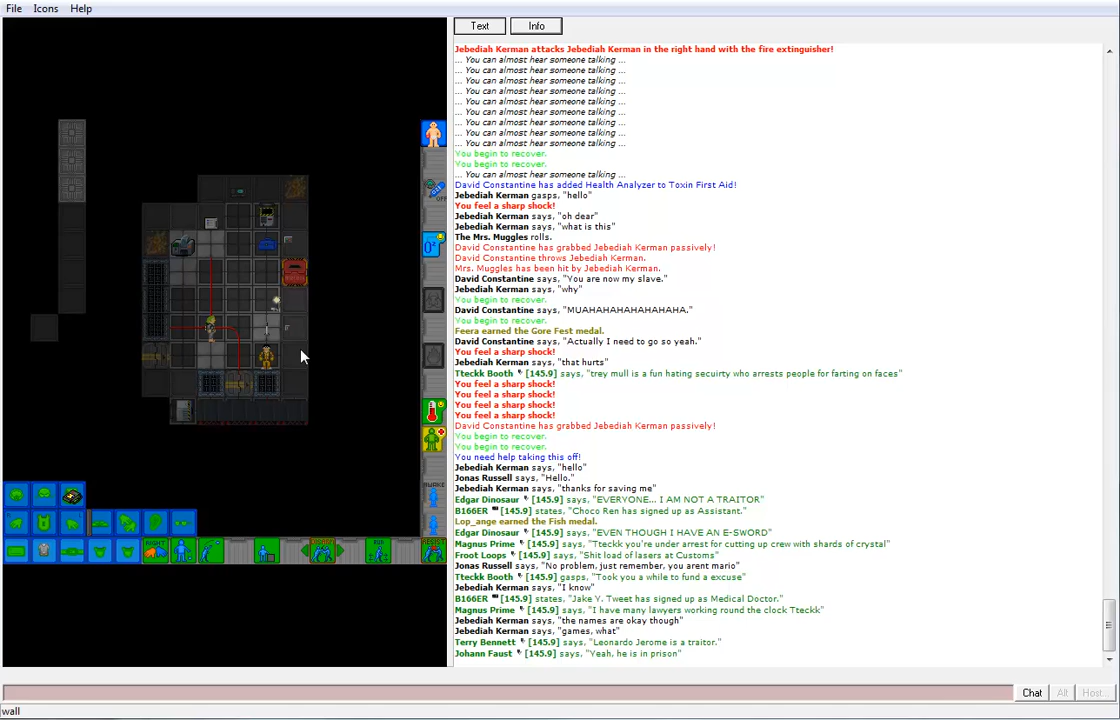 File Icons Help
Text Info
Jebediah Kerman attacks Jebediah Kerman in the right hand with the fire extinguisher!
... You can almost hear someone talking ...
... You can almost hear someone talking ...
... You can almost hear someone talking ...
... You can almost hear someone talking ...
... You can almost hear someone talking ...
... You can almost hear someone talking ...
... You can almost hear someone talking ...
... You can almost hear someone talking ...
... You can almost hear someone talking ...
You begin to recover.
You begin to recover.
... You can almost hear someone talking ...
David Constantine has added Health Analyzer to Toxin First Aid!
Jebediah Kerman gasps, "hello"
You feel a sharp shock!
Jebediah Kerman says, "oh dear"
Jebediah Kerman says, "what is this"
The Mrs. Muggles rolls.
David Constantine has grabbed Jebediah Kerman passively!
David Constantine throws Jebediah Kerman.
Mrs. Muggles has been hit by Jebediah Kerman.
David Constantine says, "You are now my slave."
Jebediah Kerman says, "why"
You begin to recover.
David Constantine says, "MUAHAHAHAHAHAHAHA."
You begin to recover.
Feera earned the Gore Fest medal.
David Constantine says, "Actually I need to go so yeah."
You feel a sharp shock!
Jebediah Kerman says, "that hurts"
Tteckk Booth [145.9] says, "trey mull is a fun hating secuirty who arrests people for farting on faces"
You feel a sharp shock!
You feel a sharp shock!
You feel a sharp shock!
You feel a sharp shock!
David Constantine has grabbed Jebediah Kerman passively!
You begin to recover.
You begin to recover.
You need help taking this off!
Jebediah Kerman says, "hello"
Jonas Russell says, "Hello."
Jebediah Kerman says, "thanks for saving me"
Edgar Dinosaur [145.9] says, "EVERYONE... I AM NOT A TRAITOR"
B166ER [145.9] states, "Choco Ren has signed up as Assistant."
Lop_ange earned the Fish medal.
Edgar Dinosaur [145.9] says, "EVEN THOUGH I HAVE AN E-SWORD"
Magnus Prime [145.9] says, "Tteckk you're under arrest for cutting up crew with shards of crystal"
Froot Loops [145.9] says, "Shit load of lasers at Customs"
Jonas Russell says, "No problem, just remember, you arent mario"
Tteckk Booth [145.9] gasps, "Took you a while to fund a excuse"
Jebediah Kerman says, "I know"
B166ER [145.9] states, "Jake Y. Tweet has signed up as Medical Doctor."
Magnus Prime [145.9] says, "I have many lawyers working round the clock Tteckk"
Jebediah Kerman says, "the names are okay though"
Jebediah Kerman says, "games, what"
Terry Bennett [145.9] says, "Leonardo Jerome is a traitor."
Johann Faust [145.9] says, "Yeah, he is in prison"
OFF
AWAKE
RIGHT
DISARM
RUN
RESIST
Chat Alt Host...
wall